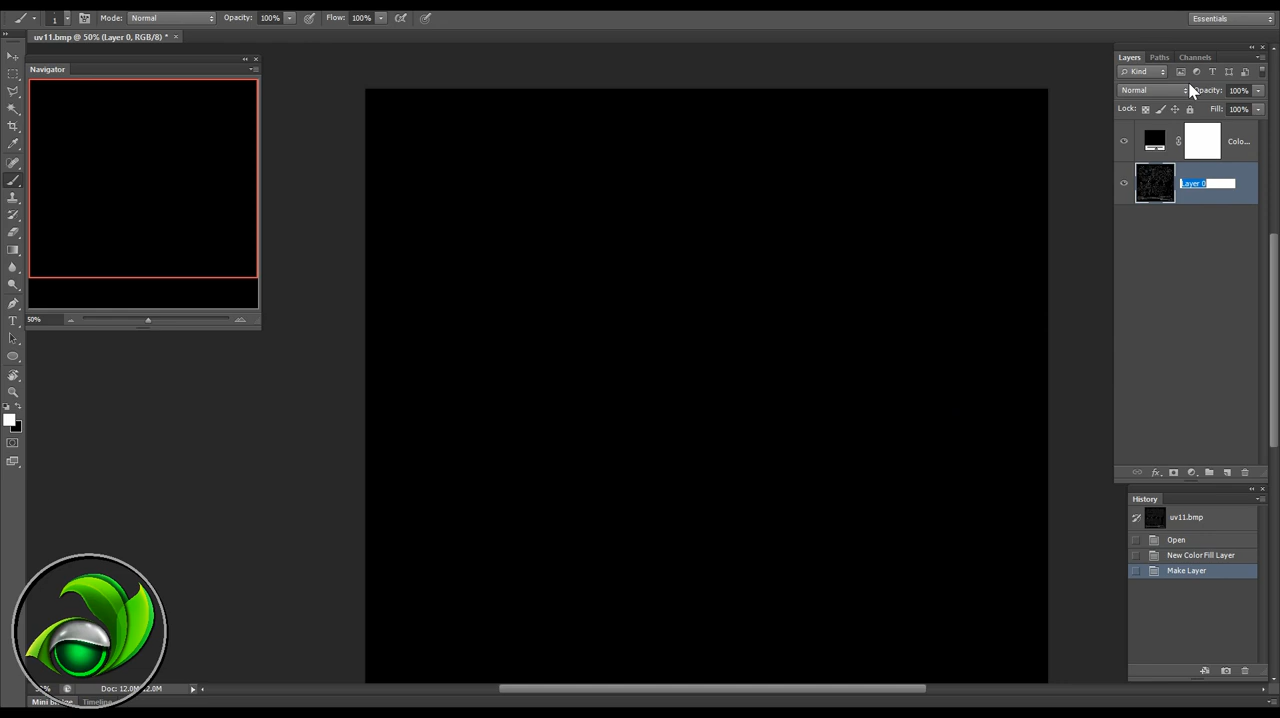 1 Mode: Normal Opacity: 100% Flow: 100% Essentials
uv11.bmp @ 50% (Layer 0, RGB/8) * ×
Navigator
Layers Paths Channels
Kind
Normal Opacity: 100%
Lock: Fill: 100%
Colo...
Layer 0
50%
fx
History
uv11.bmp
Open
New Color Fill Layer
Make Layer
Doc: 12.0M/12.0M
Mini Bridge Timeline